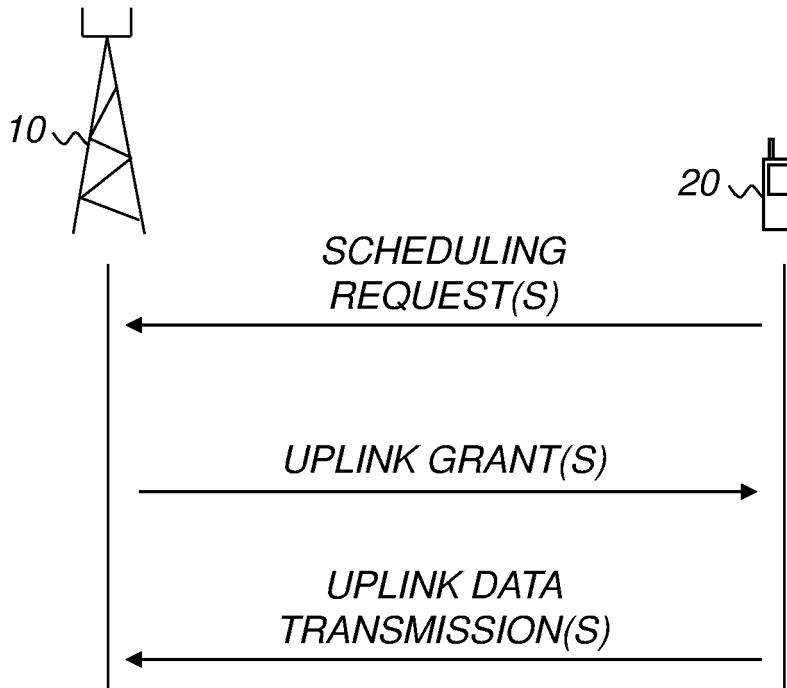 10
20
SCHEDULING
REQUEST(S)
UPLINK GRANT(S)
UPLINK DATA
TRANSMISSION(S)